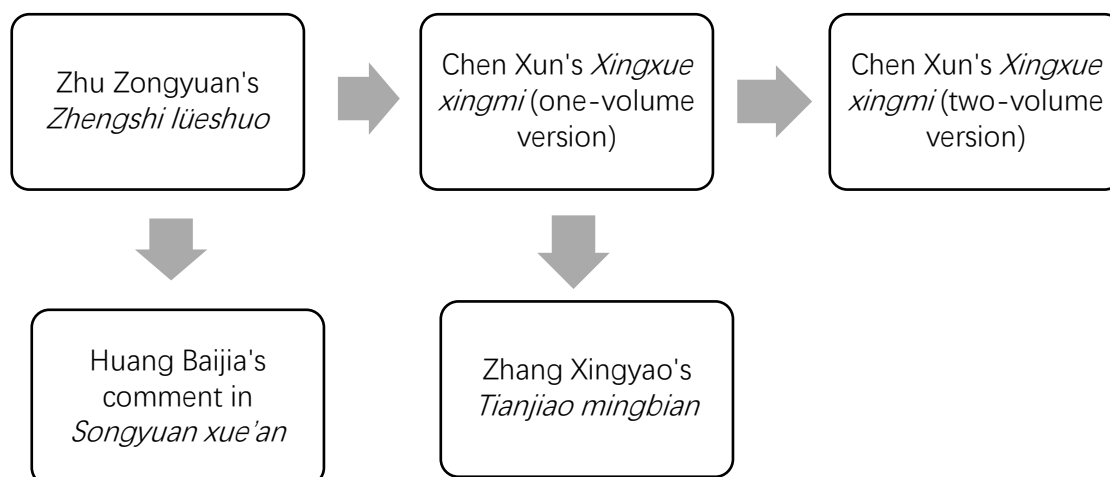 Zhu Zongyuan's
Zhengshi lüeshuo
Chen Xun's Xingxue
xingmi (one-volume
version)
Chen Xun's Xingxue
xingmi (two-volume
version)
Huang Baijia's
comment in
Songyuan xue’an
Zhang Xingyao's
Tianjiao mingbian